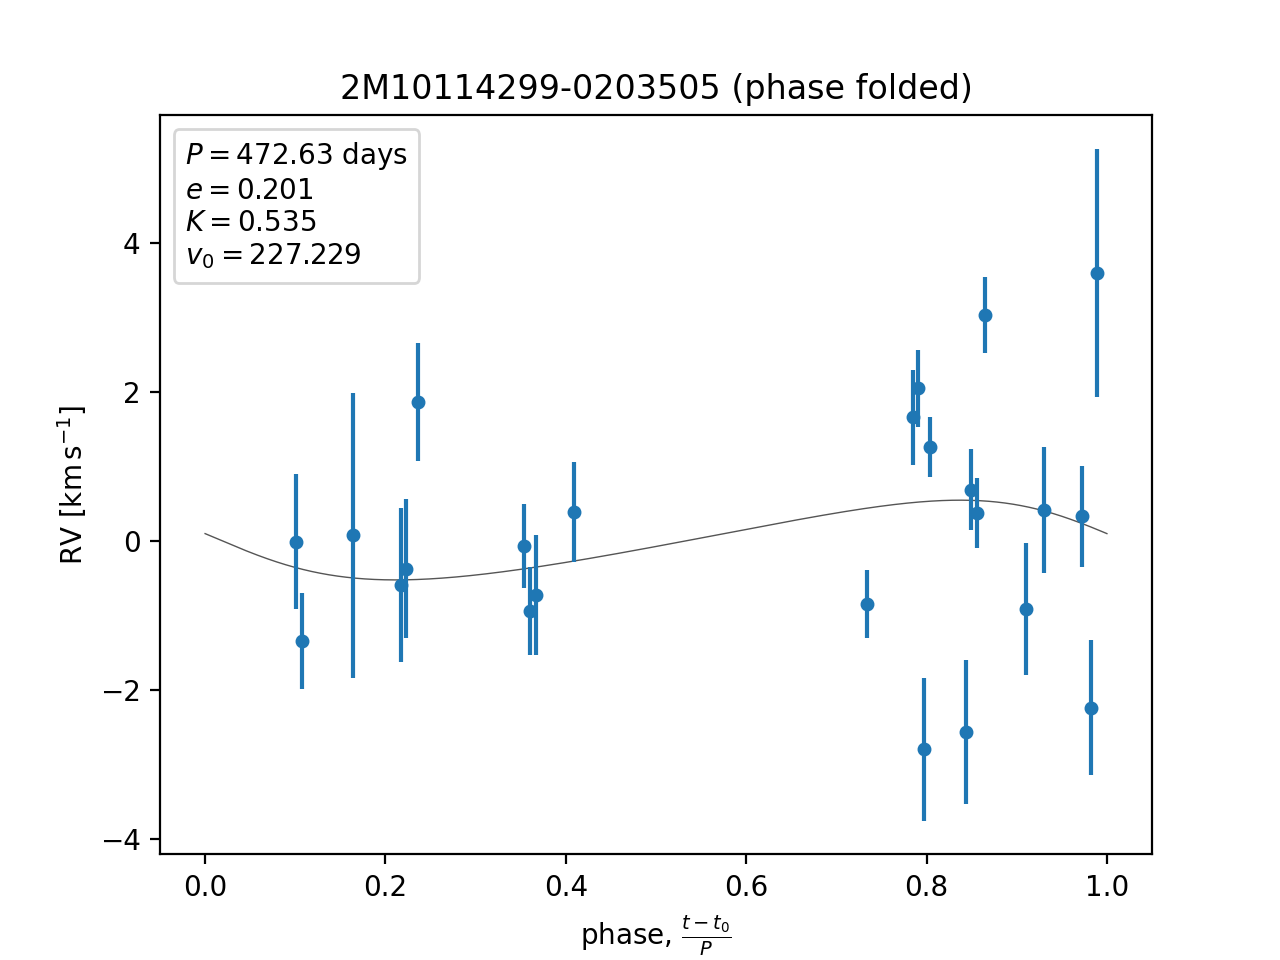 2M10114299-0203505 (phase folded)
P = 472.63 days
e = 0.201
K = 0.535
v₀ = 227.229
4
2
0
−2
−4
RV [km s⁻¹]
0.0 0.2 0.4 0.6 0.8 1.0
phase, (t − t₀)/P